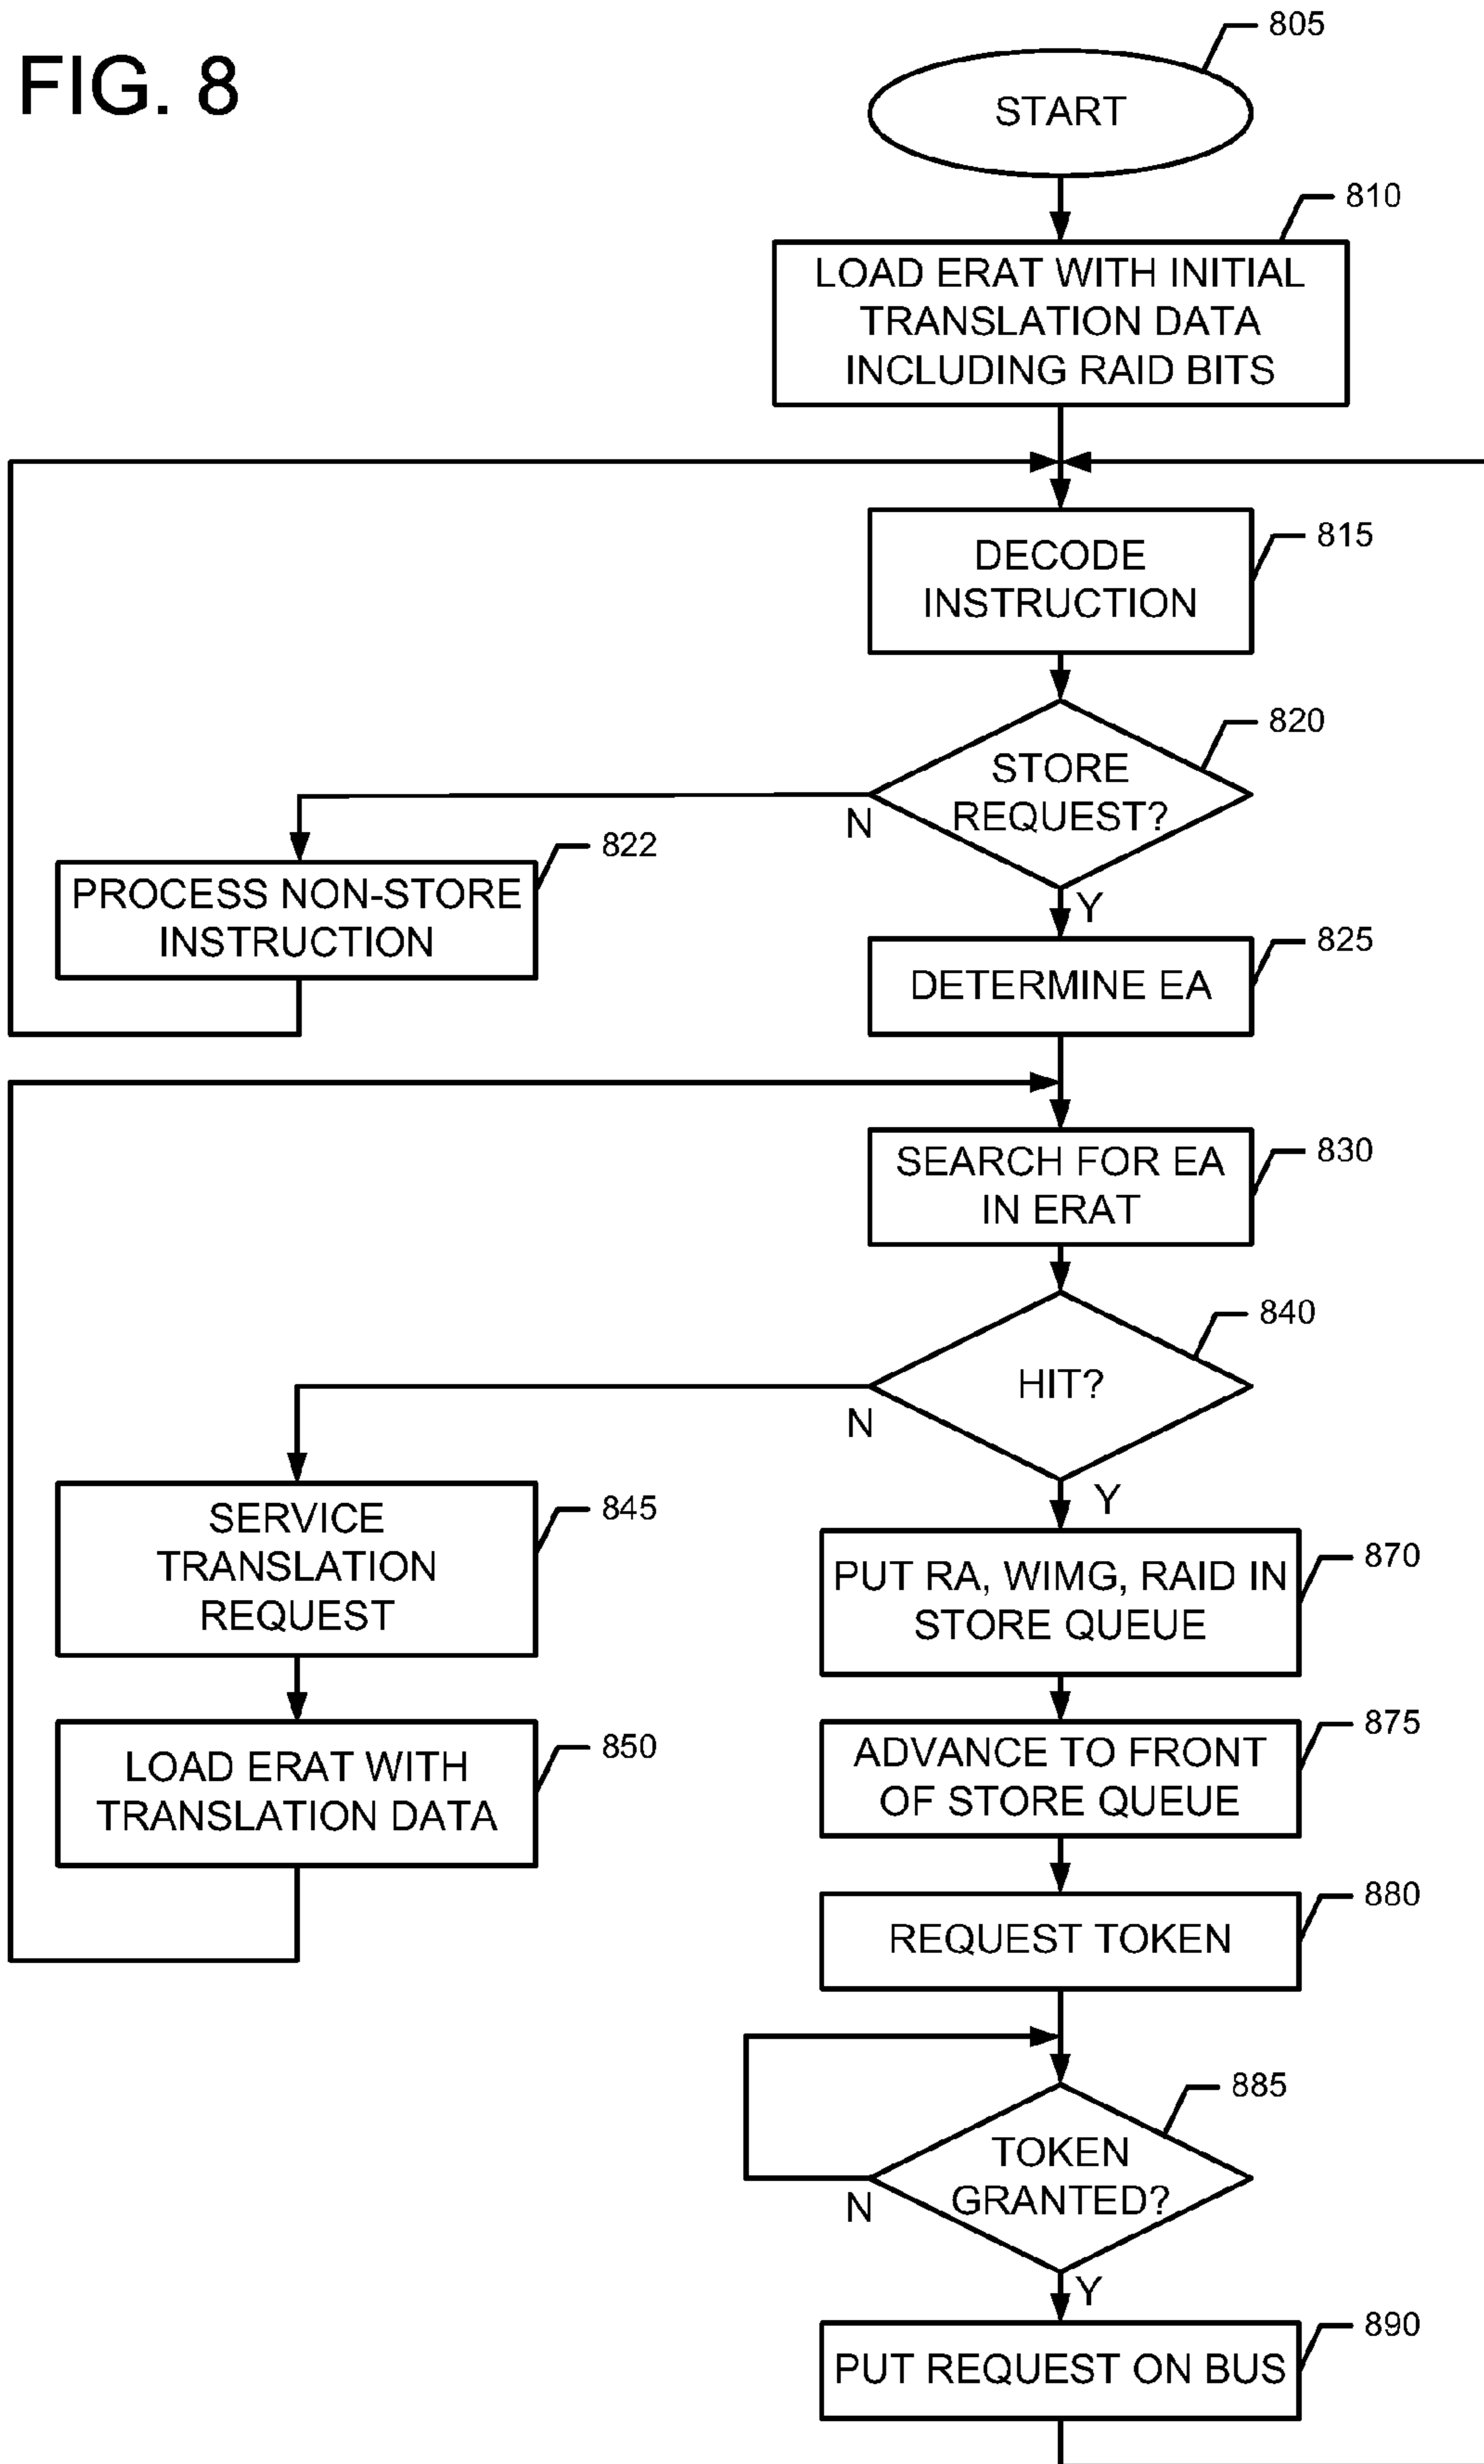 FIG. 8
805
START
810
LOAD ERAT WITH INITIAL
TRANSLATION DATA
INCLUDING RAID BITS
DECODE
INSTRUCTION
815
820
STORE
REQUEST?
N
Y
822
PROCESS NON-STORE
INSTRUCTION
825
DETERMINE EA
830
SEARCH FOR EA
IN ERAT
840
HIT?
N
Y
845
SERVICE
TRANSLATION
REQUEST
850
LOAD ERAT WITH
TRANSLATION DATA
870
PUT RA, WIMG, RAID IN
STORE QUEUE
875
ADVANCE TO FRONT
OF STORE QUEUE
880
REQUEST TOKEN
885
TOKEN
GRANTED?
N
Y
890
PUT REQUEST ON BUS